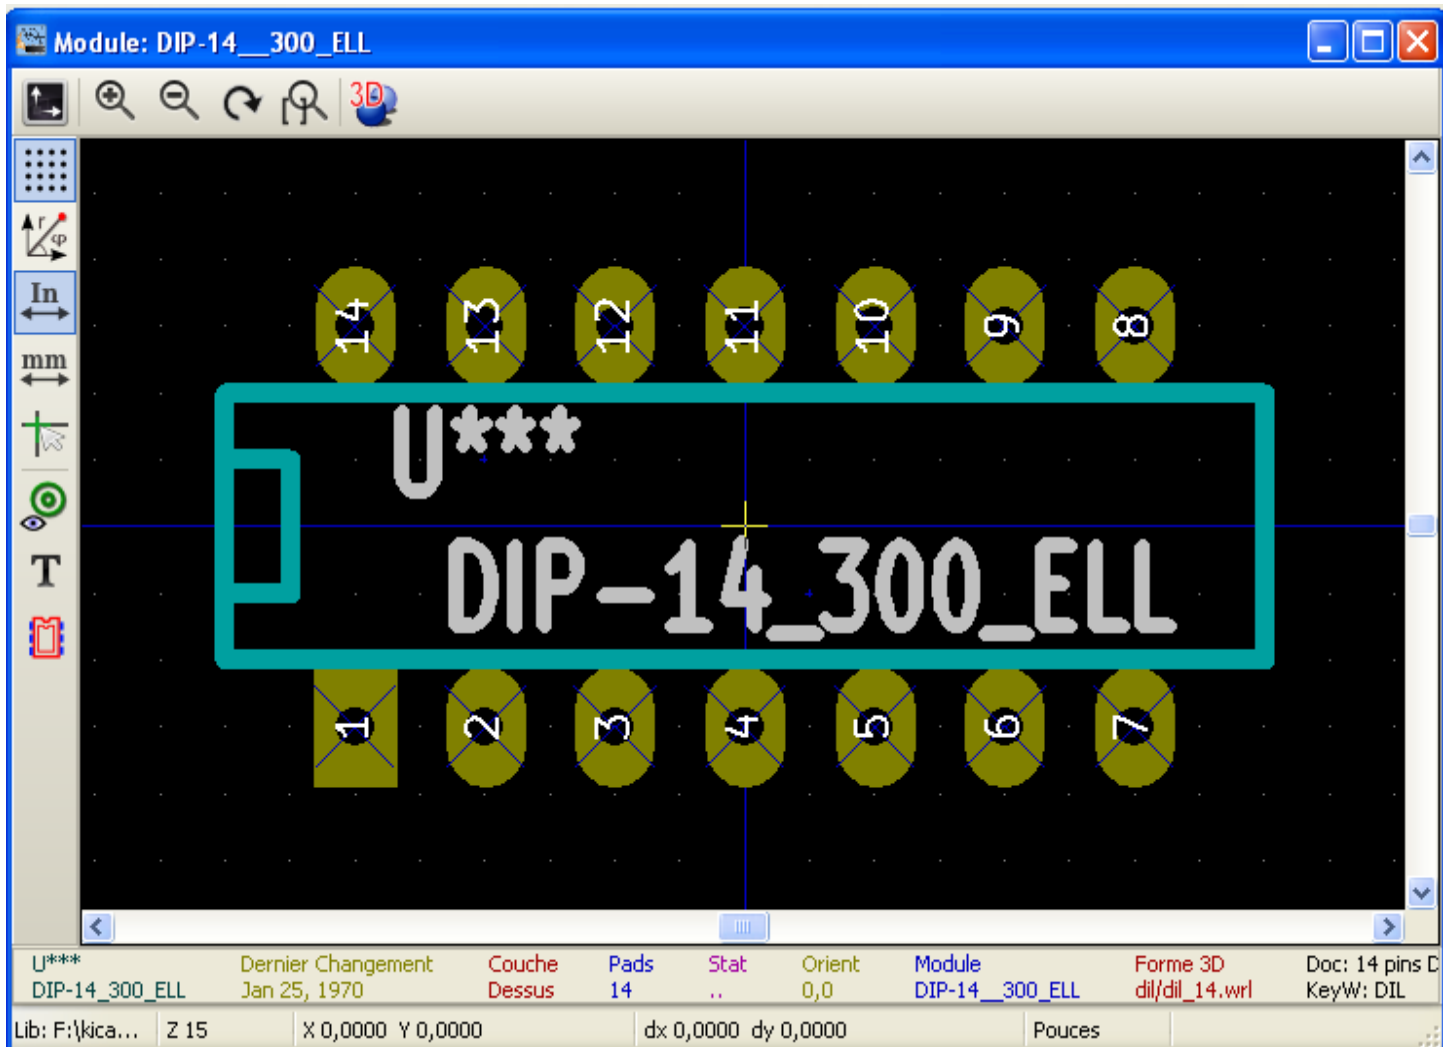 Module: DIP-14__300_ELL
3D
r
φ
In
mm
T
14 13 12 11 10 9 8
U***
DIP-14_300_ELL
1 2 3 4 5 6 7
U*** Dernier Changement Couche Pads Stat Orient Module Forme 3D Doc: 14 pins D
DIP-14_300_ELL Jan 25, 1970 Dessus 14 .. 0,0 DIP-14__300_ELL dil/dil_14.wrl KeyW: DIL
Lib: F:\kica... Z 15 X 0,0000 Y 0,0000 dx 0,0000 dy 0,0000 Pouces